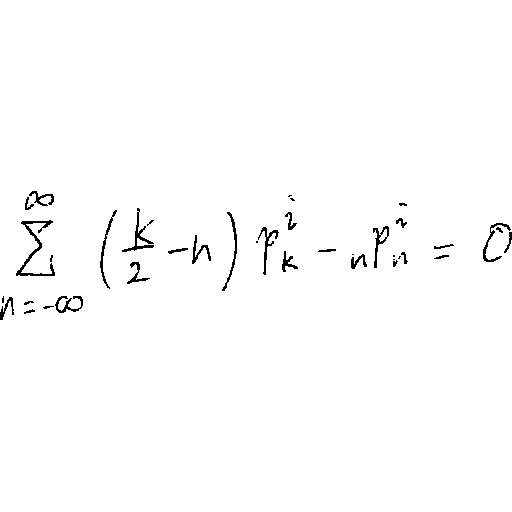 \sum_{n=-\infty}^{\infty} \left( \frac{k}{2} - n \right) p_{k}^{i} - {}_{n} p_{n}^{i} = 0